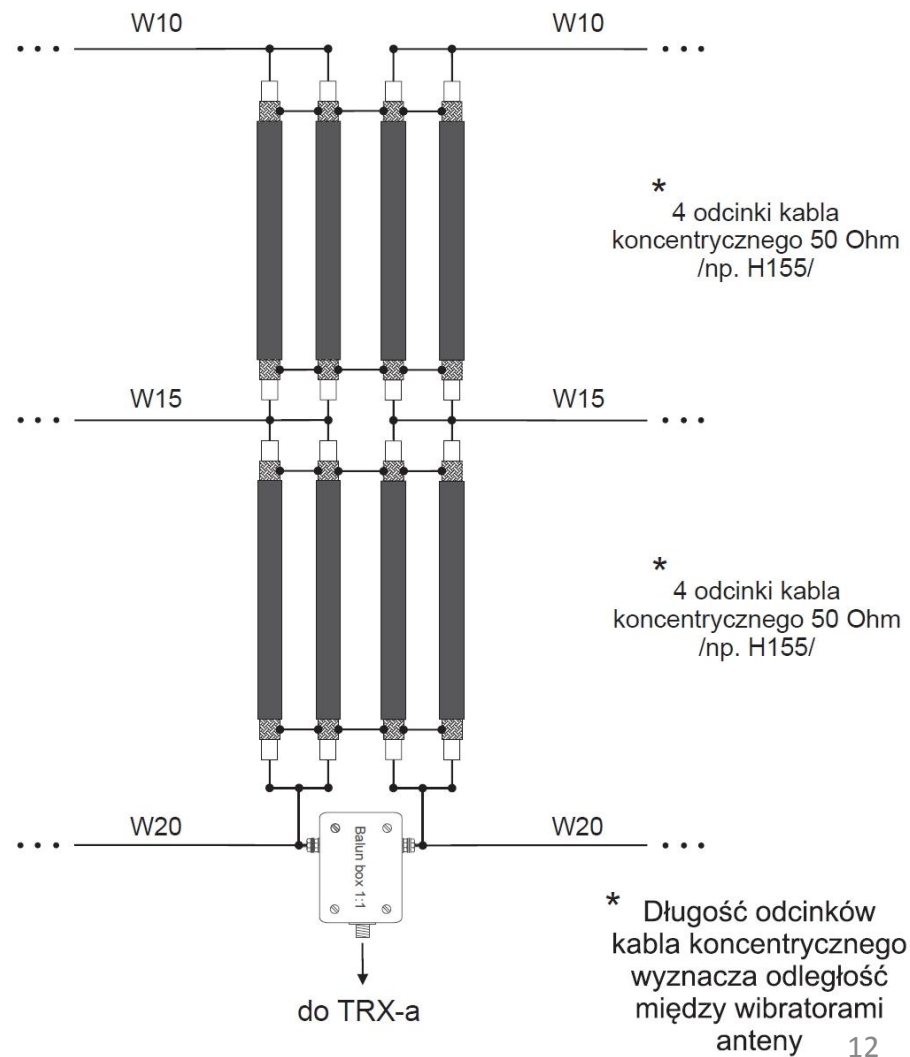 W10
W10
*
4 odcinki kabla
koncentrycznego 50 Ohm
/np. H155/
W15
W15
*
4 odcinki kabla
koncentrycznego 50 Ohm
/np. H155/
W20
W20
Balun box 1:1
do TRX-a
* Długość odcinków
kabla koncentrycznego
wyznacza odległość
między wibratorami
anteny
12